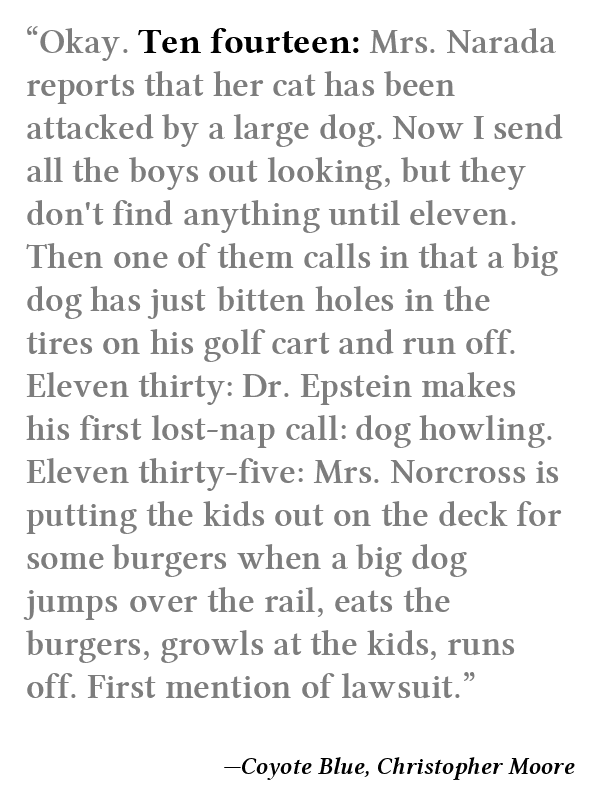 “Okay. Ten fourteen: Mrs. Narada
reports that her cat has been
attacked by a large dog. Now I send
all the boys out looking, but they
don't find anything until eleven.
Then one of them calls in that a big
dog has just bitten holes in the
tires on his golf cart and run off.
Eleven thirty: Dr. Epstein makes
his first lost-nap call: dog howling.
Eleven thirty-five: Mrs. Norcross is
putting the kids out on the deck for
some burgers when a big dog
jumps over the rail, eats the
burgers, growls at the kids, runs
off. First mention of lawsuit.”
—Coyote Blue, Christopher Moore